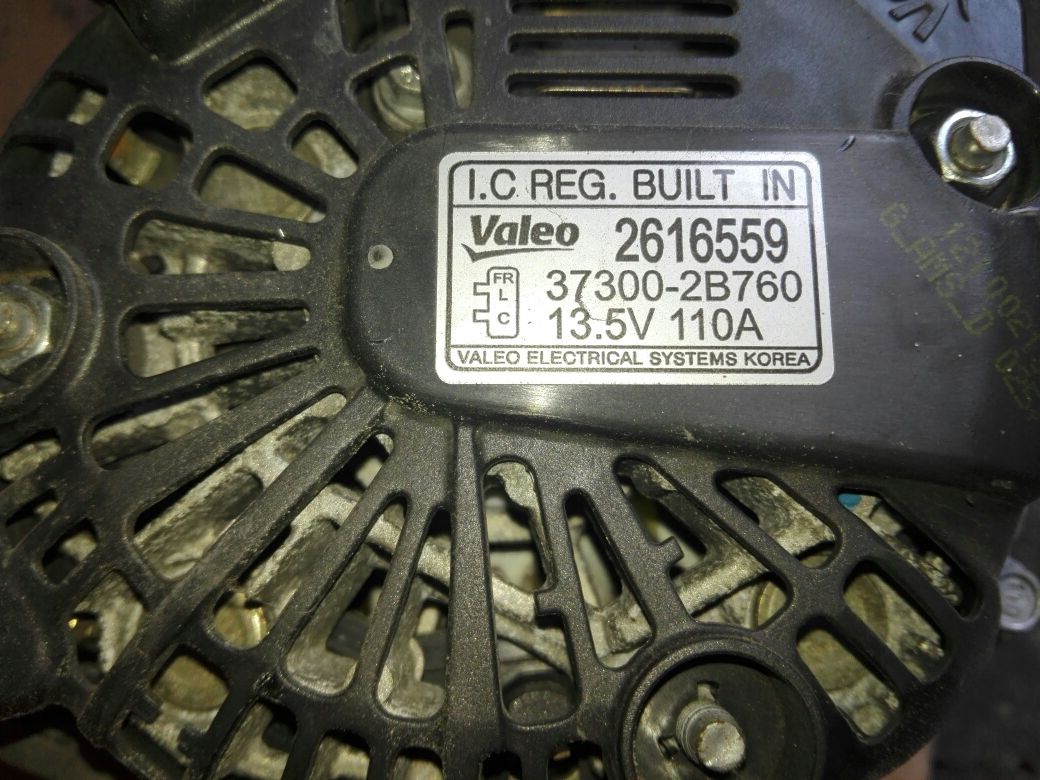 I.C. REG. BUILT IN
Valeo 2616559
FR
L
C
37300-2B760
13.5V 110A
VALEO ELECTRICAL SYSTEMS KOREA